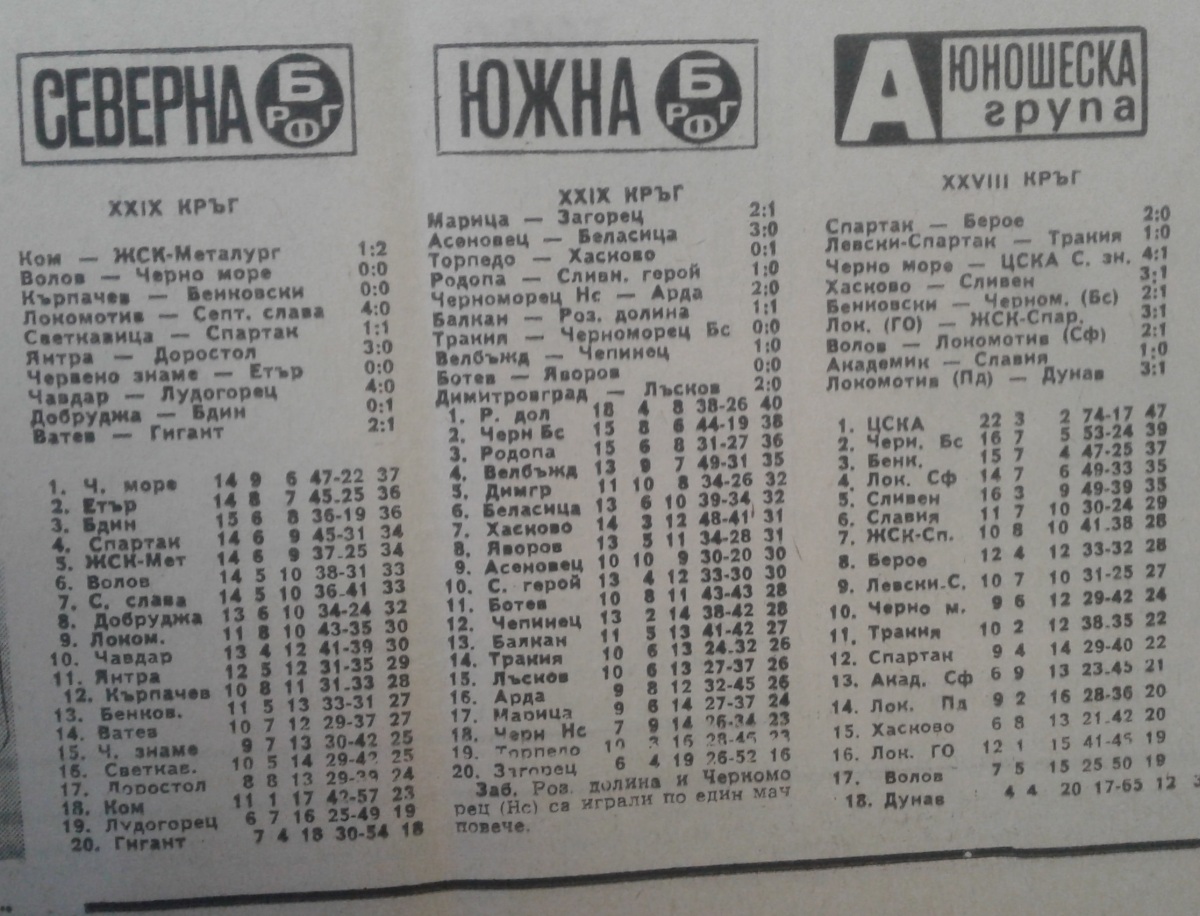 СЕВЕРНА Б РФГ
XXIX КРЪГ
Ком — ЖСК-Металург 1:2
Волов — Черно море 0:0
Кърпачев — Бенковски 0:0
Локомотив — Септ. слава 4:0
Светкавица — Спартак 1:1
Янтра — Доростол 3:0
Червено знаме — Етър 0:0
Чавдар — Лудогорец 4:0
Добруджа — Бдин 0:1
Ватев — Гигант 2:1
1. Ч. море 14 9 6 47-22 37
2. Етър 14 8 7 45-25 36
3. Бдин 15 6 8 36-19 36
4. Спартак 14 6 9 45-31 34
5. ЖСК-Мет 14 6 9 37-25 34
6. Волов 14 5 10 38-31 33
7. С. слава 14 5 10 36-41 33
8. Добруджа 13 6 10 34-24 32
9. Локом. 11 8 10 43-35 30
10. Чавдар 13 4 12 41-39 30
11. Янтра 12 5 12 31-35 29
12. Кърпачев 10 8 11 31-33 28
13. Бенков. 11 5 13 33-31 27
14. Ватев 10 7 12 29-37 27
15. Ч. знаме 9 7 13 30-42 25
16. Светкав. 10 5 14 29-42 25
17. Доростол 8 8 13 29-39 24
18. Ком 11 1 17 42-57 23
19. Лудогорец 6 7 16 25-49 19
20. Гигант 7 4 18 30-54 18
ЮЖНА Б РФГ
XXIX КРЪГ
Марица — Загорец 2:1
Асеновец — Беласица 3:0
Торпедо — Хасково 0:1
Родопа — Сливн. герой 1:0
Черноморец Нс — Арда 2:0
Балкан — Роз. долина 1:1
Тракия — Черноморец Бс 0:0
Велбъжд — Чепинец 1:0
Ботев — Яворов 0:0
Димитровград — Лъсков 2:0
1. Р. дол 18 4 8 38-26 40
2. Черн Бс 15 8 6 44-19 38
3. Родопа 15 6 8 31-27 36
4. Велбъжд 13 9 7 49-31 35
5. Димгр 11 10 8 34-26 32
6. Беласица 13 6 10 39-34 32
7. Хасково 14 3 12 48-41 31
8. Яворов 13 5 11 34-28 31
9. Асеновец 10 10 9 30-20 30
10. С. герой 13 4 12 33-30 30
11. Ботев 10 8 11 43-43 28
12. Чепинец 13 2 14 38-42 28
13. Балкан 11 5 13 41-42 27
14. Тракия 10 6 13 24-32 26
15. Лъсков 10 6 13 27-37 26
16. Арда 9 8 12 32-45 26
17. Марица 9 6 14 27-37 24
18. Черн Нс 7 9 14 26-34 23
19. Торпедо 16 23
20. Загорец 6 4 19 26-52 16
Заб. Роз. долина и Черномо
рец (Нс) са играли по един мач
повече.
А ЮНОШЕСКА група
XXVIII КРЪГ
Спартак — Берое 2:0
Левски-Спартак — Тракия 1:0
Черно море — ЦСКА С. зн. 4:1
Хасково — Сливен 3:1
Бенковски — Черном. (Бс) 2:1
Лок. (ГО) — ЖСК-Спар. 3:1
Волов — Локомотив (Сф) 2:1
Академик — Славия 1:0
Локомотив (Пд) — Дунав 3:1
1. ЦСКА 22 3 2 74-17 47
2. Черн. Бс 16 7 5 53-24 39
3. Бенк. 15 7 4 47-25 37
4. Лок. Сф 14 7 6 49-33 35
5. Сливен 16 3 9 49-39 35
6. Славия 11 7 10 30-24 29
7. ЖСК-Сп. 10 8 10 41-38 28
8. Берое 12 4 12 33-32 28
9. Левски-С. 10 7 10 31-25 27
10. Черно м. 9 6 12 29-42 24
11. Тракия 10 2 12 38-35 22
12. Спартак 9 4 14 29-40 22
13. Акад. Сф 6 9 13 23-45 21
14. Лок. Пд 9 2 16 28-36 20
15. Хасково 6 8 13 21-42 20
16. Лок. ГО 12 1 15 41-45 19
17. Волов 7 5 15 25 50 19
18. Дунав 4 4 20 17-65 12